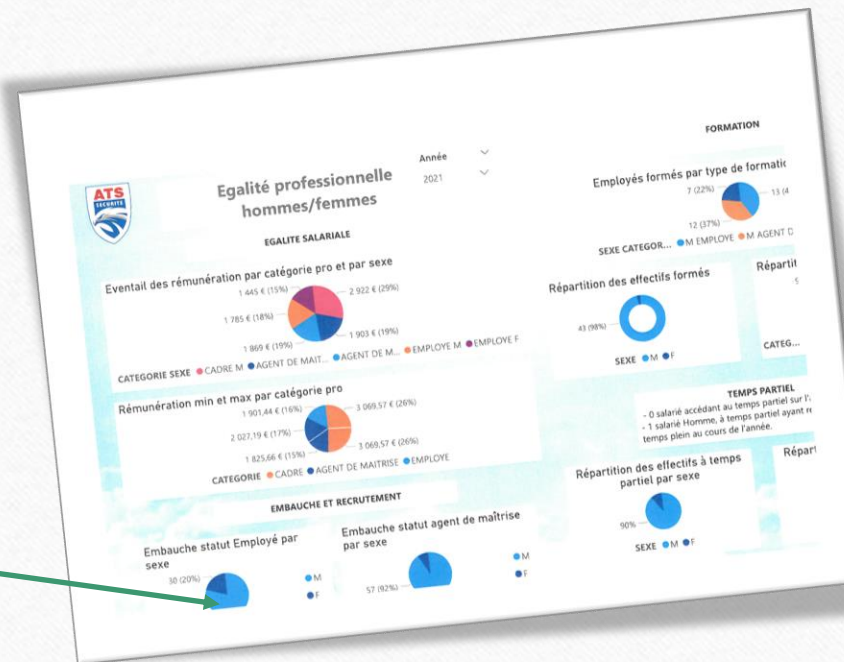 ATS
SECURITE
Egalité professionnelle
hommes/femmes
Année
2021
EGALITE SALARIALE
Eventail des rémunération par catégorie pro et par sexe
1 445 € (15%)
2 922 € (29%)
1 785 € (18%)
1 903 € (19%)
1 869 € (19%)
CATEGORIE SEXE CADRE M AGENT DE MAIT... AGENT DE M... EMPLOYE M EMPLOYE F
Rémunération min et max par catégorie pro
1 901,44 € (16%)
3 069,57 € (26%)
2 027,19 € (17%)
3 069,57 € (26%)
1 825,66 € (15%)
CATEGORIE CADRE AGENT DE MAITRISE EMPLOYE
EMBAUCHE ET RECRUTEMENT
Embauche statut Employé par
sexe
30 (20%)
M
F
Embauche statut agent de maîtrise
par sexe
57 (92%)
M
F
FORMATION
Employés formés par type de formatic
7 (22%)
13 (4
12 (37%)
SEXE CATEGOR... M EMPLOYE M AGENT D
Répartition des effectifs formés
43 (98%)
SEXE M F
Répartit
CATEG...
TEMPS PARTIEL
- 0 salarié accédant au temps partiel sur l'
- 1 salarié Homme, à temps partiel ayant
temps plein au cours de l'année.
Répartition des effectifs à temps
partiel par sexe
90%
SEXE M F
Répar